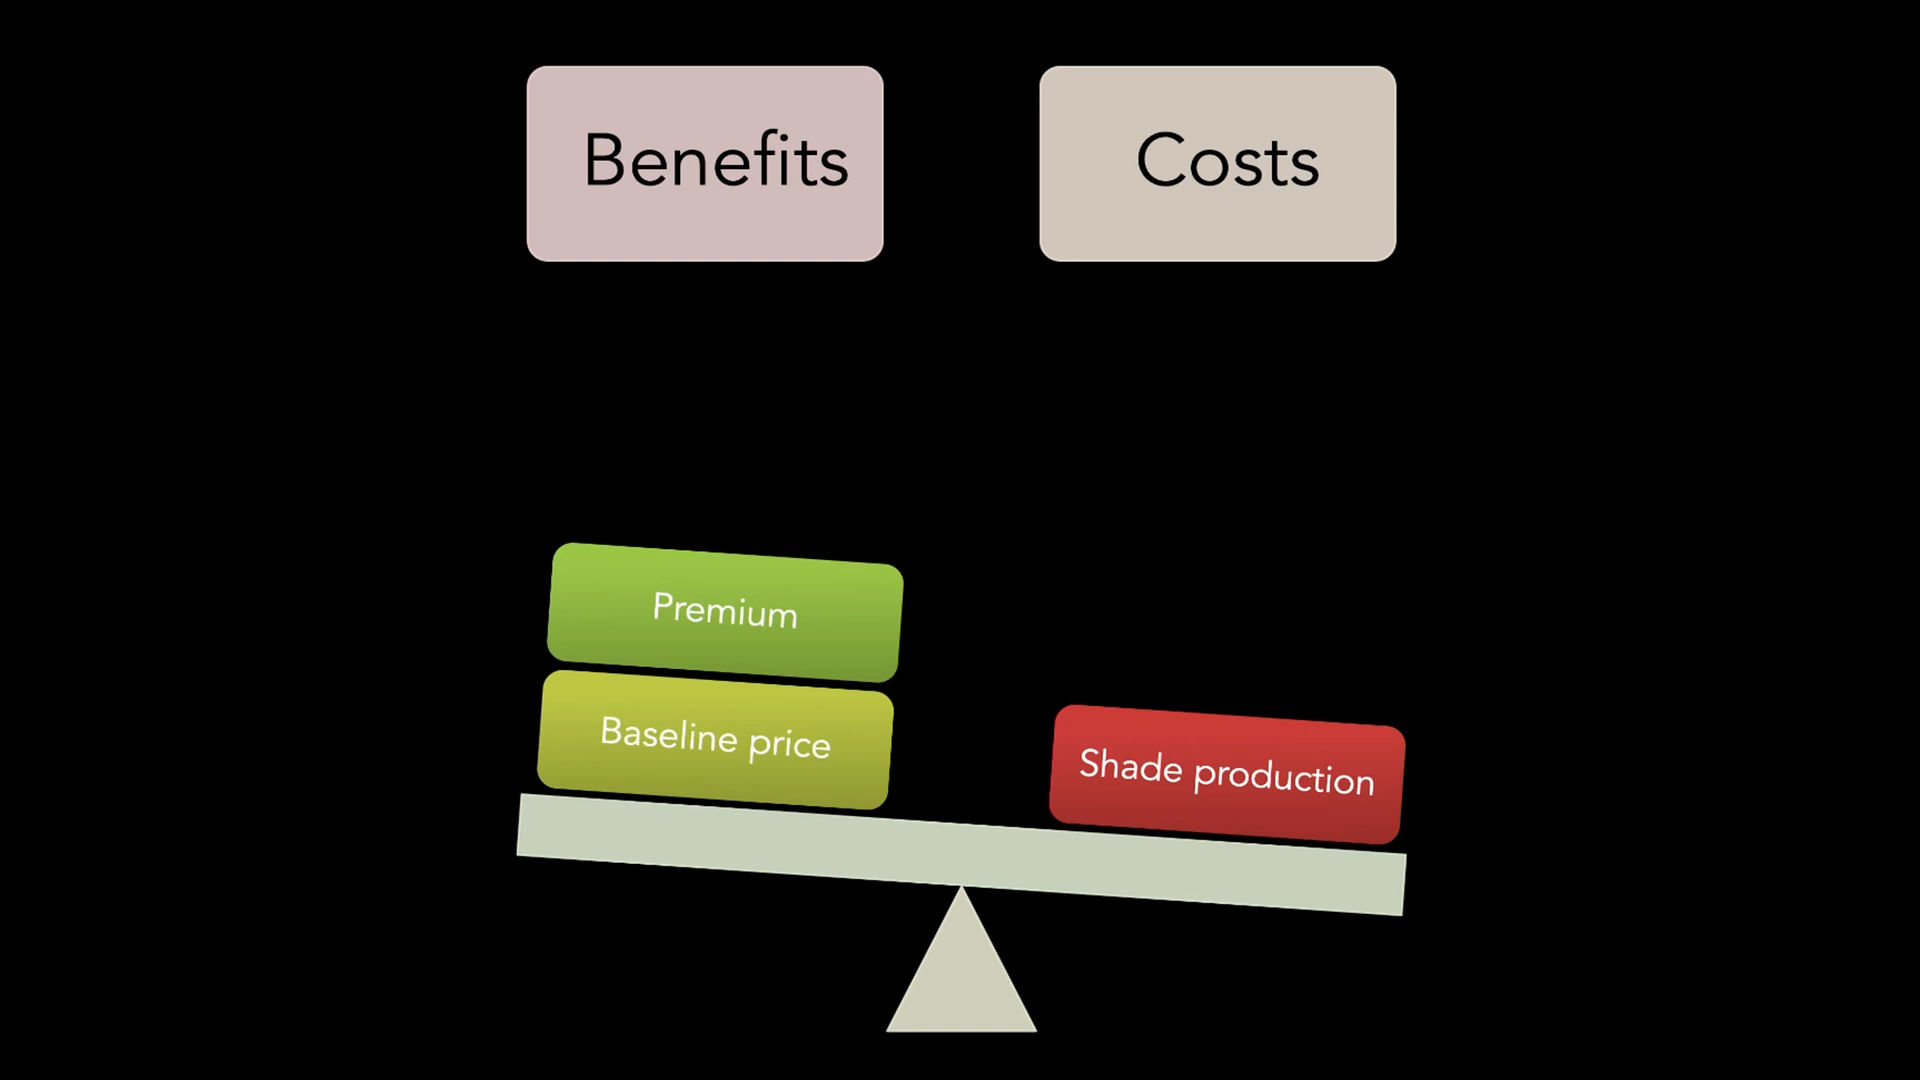 Benefits
Costs
Premium
Baseline price
Shade production